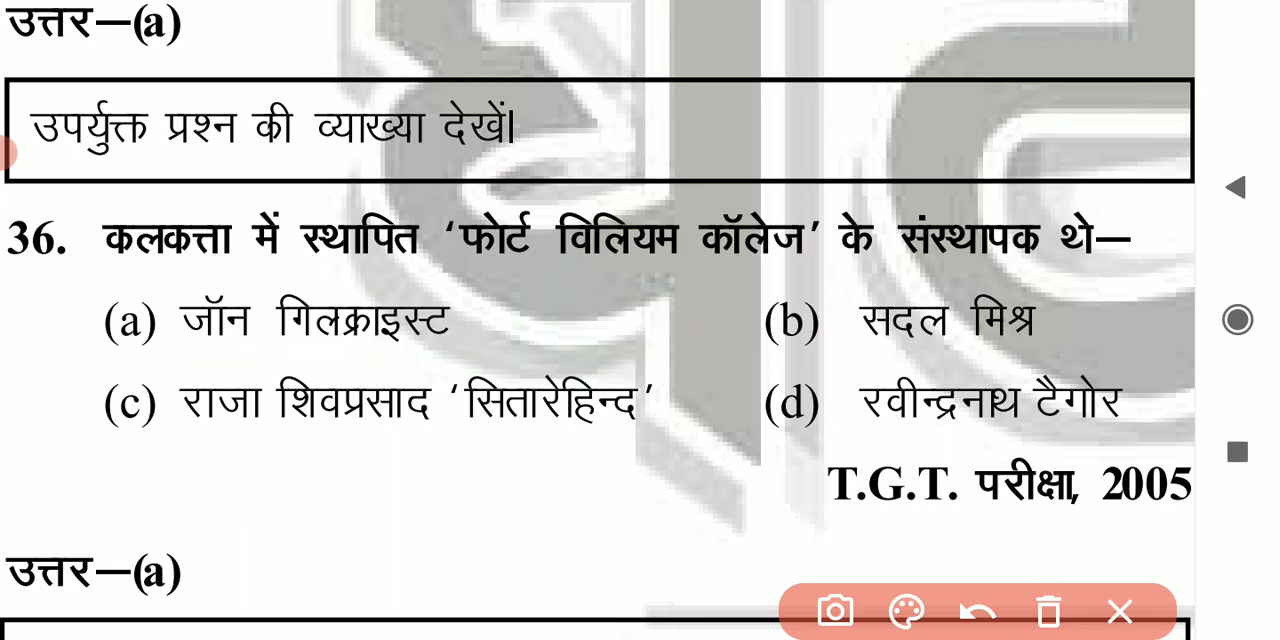 उत्तर—(a)
उपर्युक्त प्रश्न की व्याख्या देखें।
36. कलकत्ता में स्थापित ‘फोर्ट विलियम कॉलेज’ के संस्थापक थे—
(a) जॉन गिलक्राइस्ट (b) सदल मिश्र
(c) राजा शिवप्रसाद ‘सितारेहिन्द’ (d) रवीन्द्रनाथ टैगोर
T.G.T. परीक्षा, 2005
उत्तर—(a)